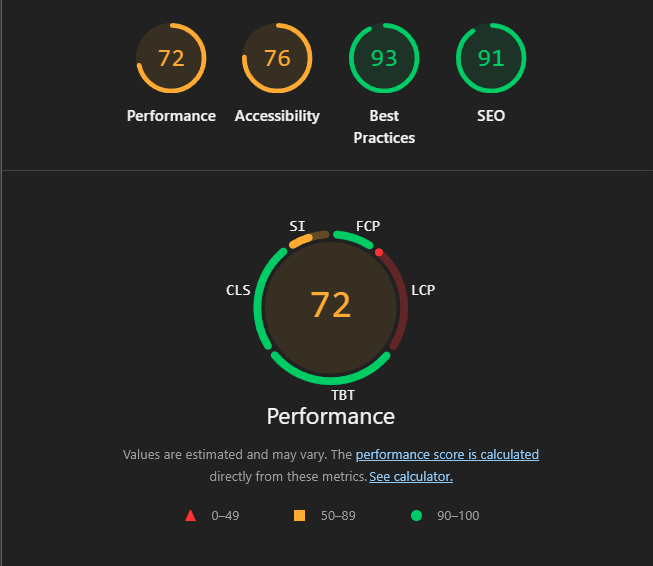 72 76 93 91
Performance Accessibility Best Practices SEO
SI FCP
CLS LCP
72
TBT
Performance
Values are estimated and may vary. The performance score is calculated
directly from these metrics. See calculator.
0–49 50–89 90–100